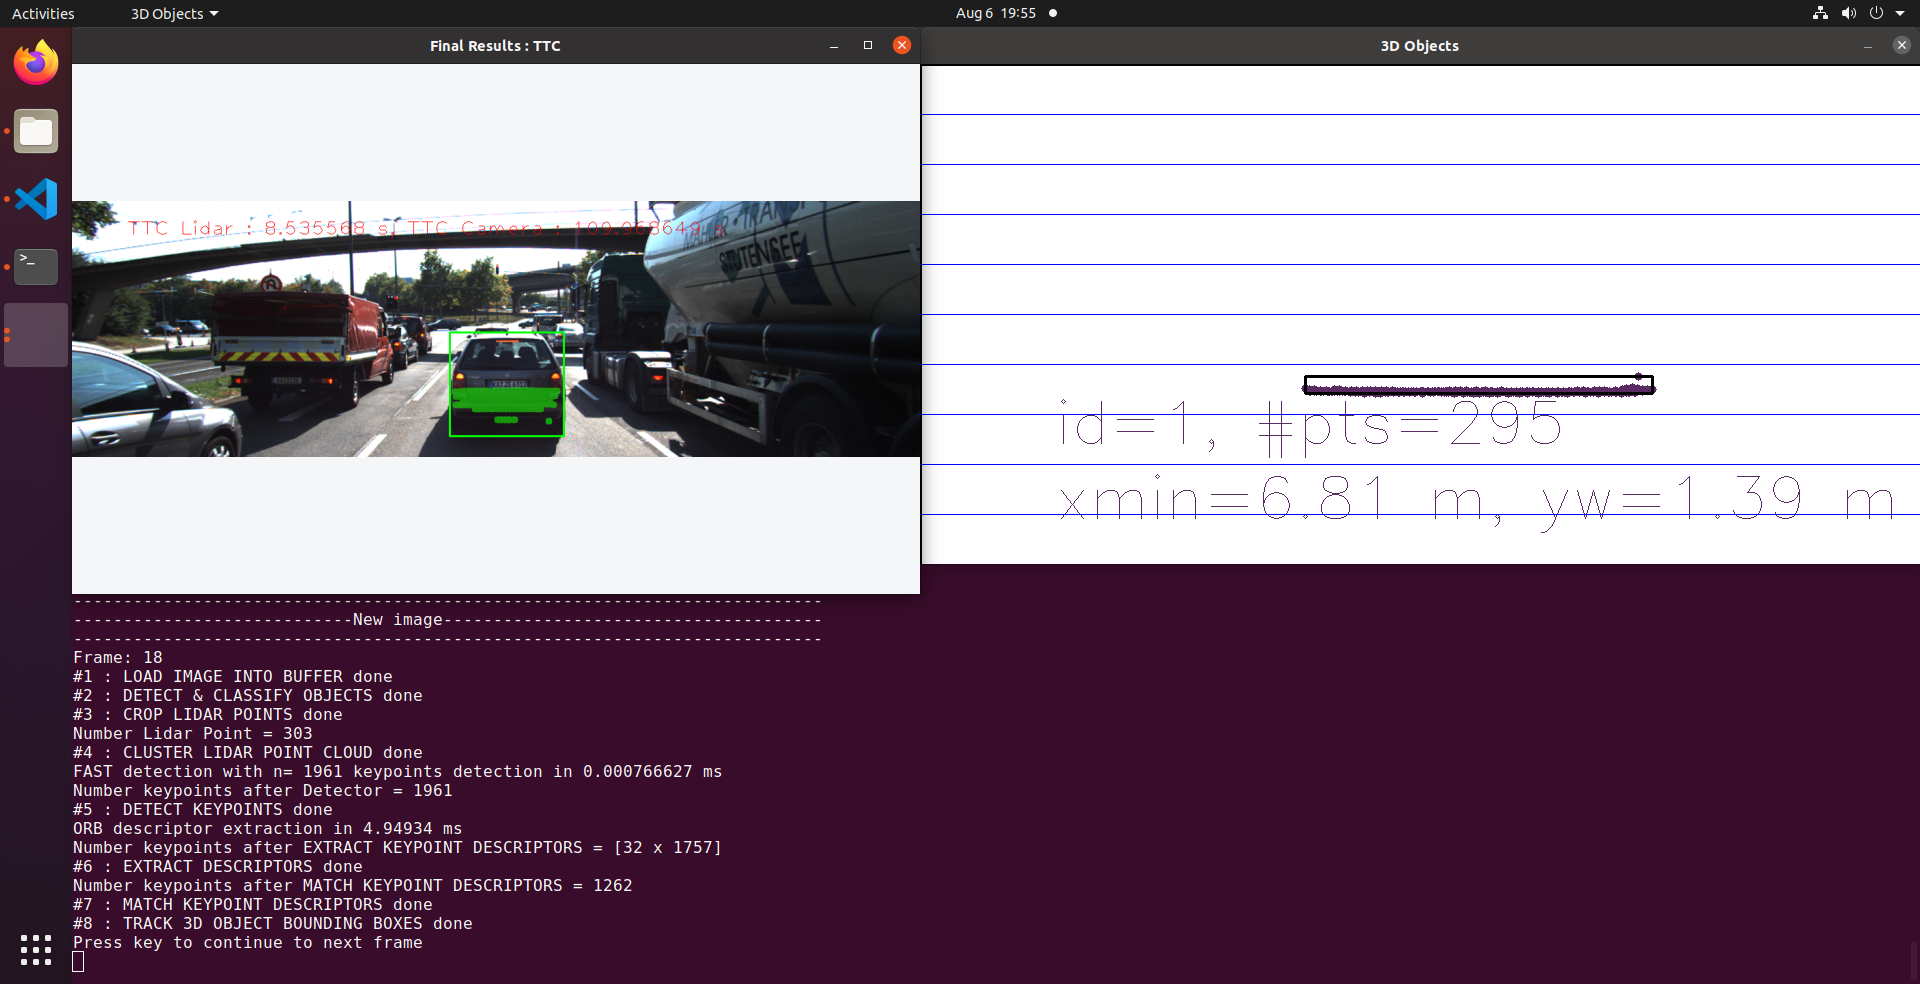 Activities
3D Objects
Aug 6 19:55
Final Results : TTC
3D Objects
TTC Lidar : 8.535568 s, TTC Camera : 109.968649 s
STUTENSEE
id=1, #pts=295
xmin=6.81 m, yw=1.39 m
--------------------------------------------------------------------------
----------------------------New image--------------------------------------
---------------------------------------------------------------------------
Frame: 18
#1 : LOAD IMAGE INTO BUFFER done
#2 : DETECT & CLASSIFY OBJECTS done
#3 : CROP LIDAR POINTS done
Number Lidar Point = 303
#4 : CLUSTER LIDAR POINT CLOUD done
FAST detection with n= 1961 keypoints detection in 0.000766627 ms
Number keypoints after Detector = 1961
#5 : DETECT KEYPOINTS done
ORB descriptor extraction in 4.94934 ms
Number keypoints after EXTRACT KEYPOINT DESCRIPTORS = [32 x 1757]
#6 : EXTRACT DESCRIPTORS done
Number keypoints after MATCH KEYPOINT DESCRIPTORS = 1262
#7 : MATCH KEYPOINT DESCRIPTORS done
#8 : TRACK 3D OBJECT BOUNDING BOXES done
Press key to continue to next frame